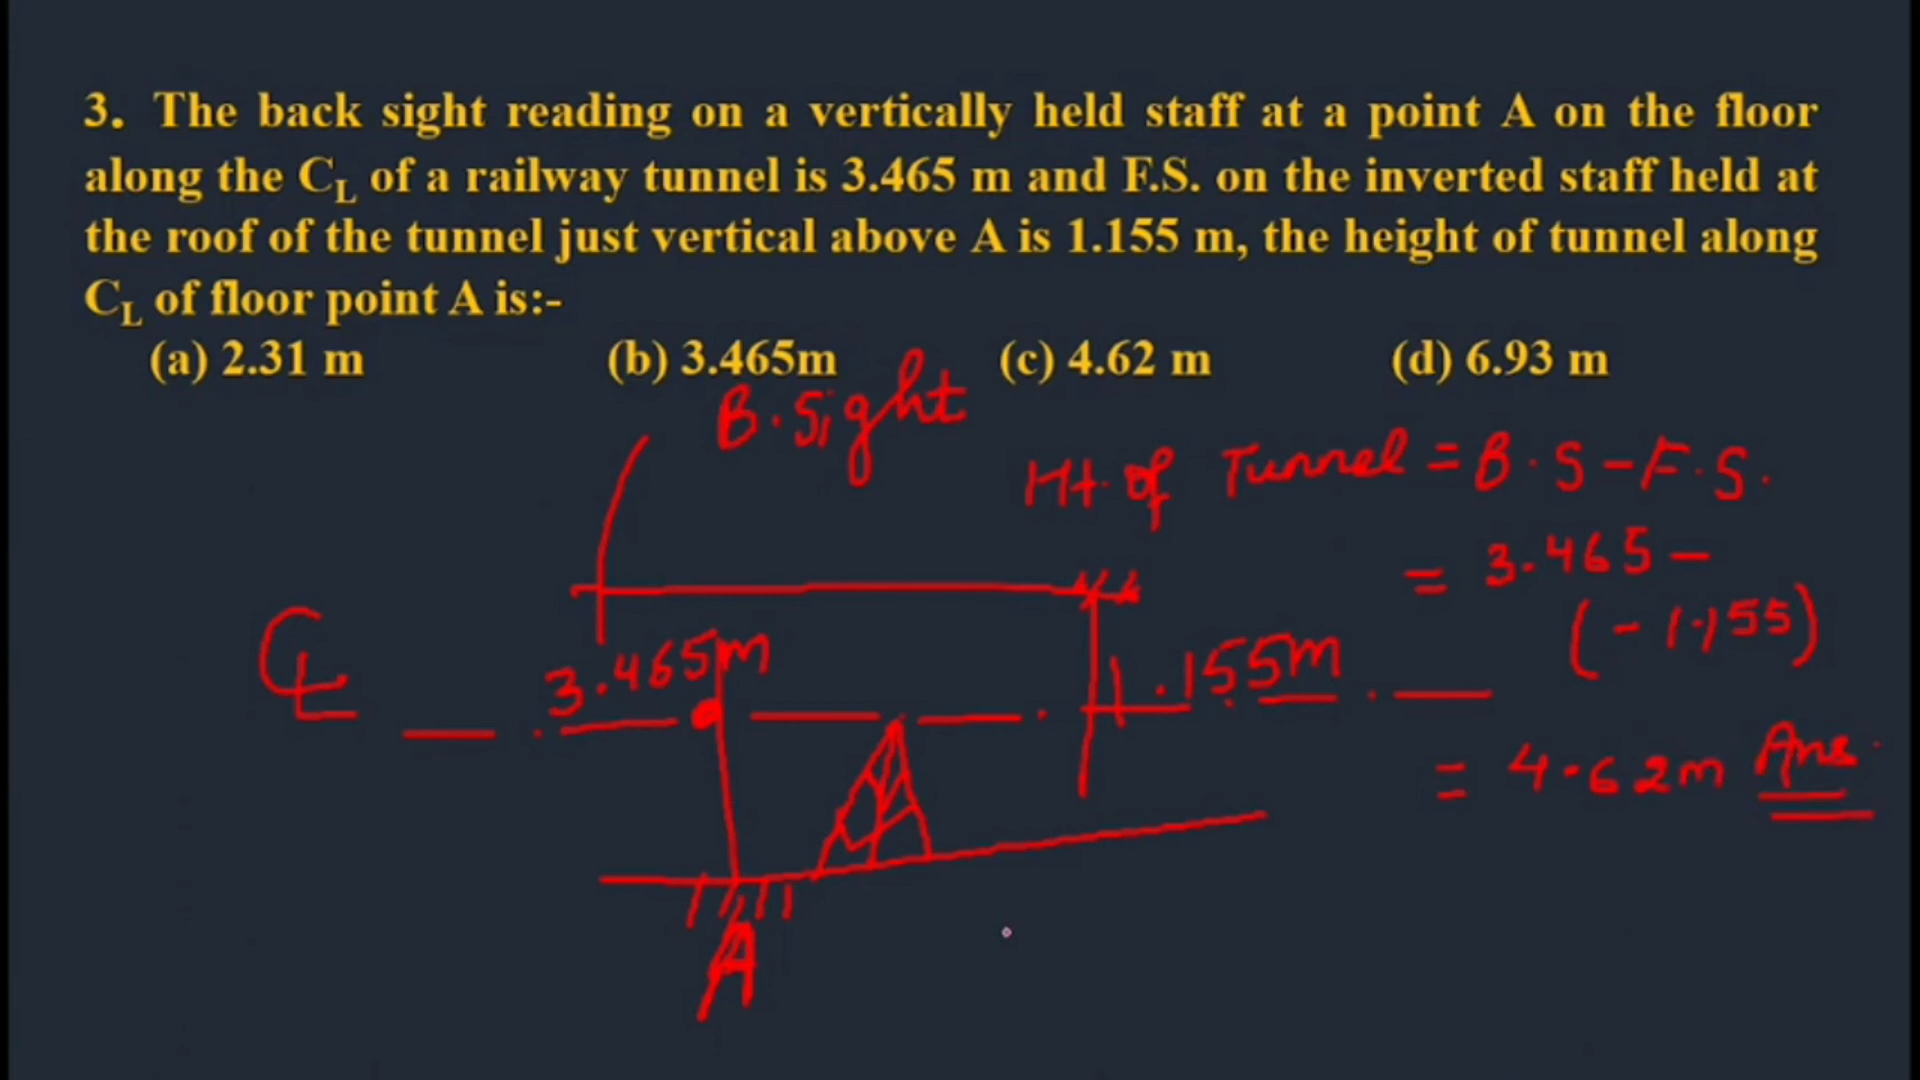 3. The back sight reading on a vertically held staff at a point A on the floor
along the CL of a railway tunnel is 3.465 m and F.S. on the inverted staff held at
the roof of the tunnel just vertical above A is 1.155 m, the height of tunnel along
CL of floor point A is:-
(a) 2.31 m (b) 3.465m (c) 4.62 m (d) 6.93 m
B.Sight
Ht. of Tunnel = B.S - F.S.
= 3.465 -
(-1.155)
CL
3.465m
1.155m
= 4.62m Ans.
A